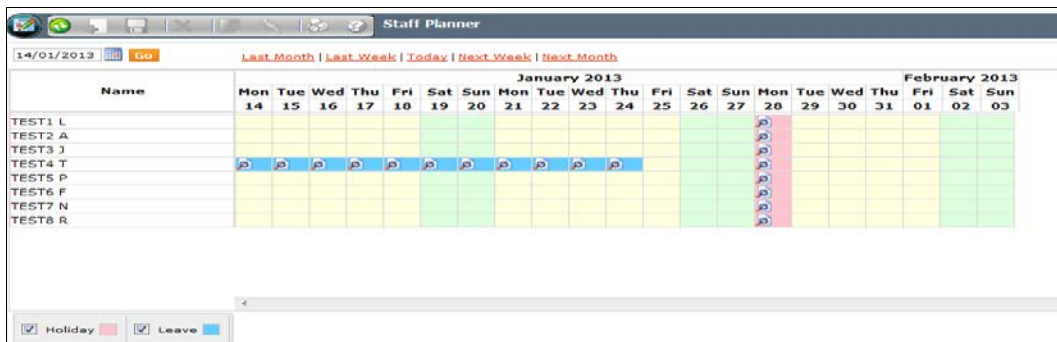 Staff Planner
14/01/2013 Go Last Month | Last Week | Today | Next Week | Next Month
January 2013 February 2013
Name Mon Tue Wed Thu Fri Sat Sun Mon Tue Wed Thu Fri Sat Sun Mon Tue Wed Thu Fri Sat Sun
14 15 16 17 18 19 20 21 22 23 24 25 26 27 28 29 30 31 01 02 03
TEST1 L
TEST2 A
TEST3 J
TEST4 T
TEST5 P
TEST6 F
TEST7 N
TEST8 R
Holiday Leave